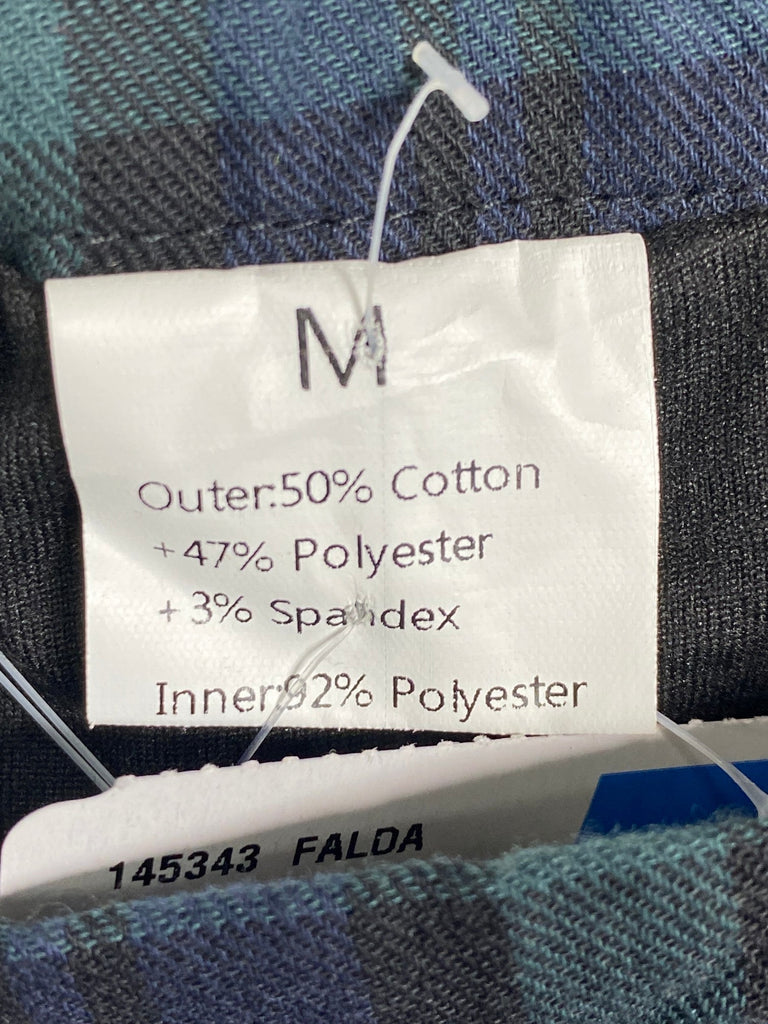 M
Outer:50% Cotton
+47% Polyester
+3% Spandex
Inner:92% Polyester
145343 FALDA